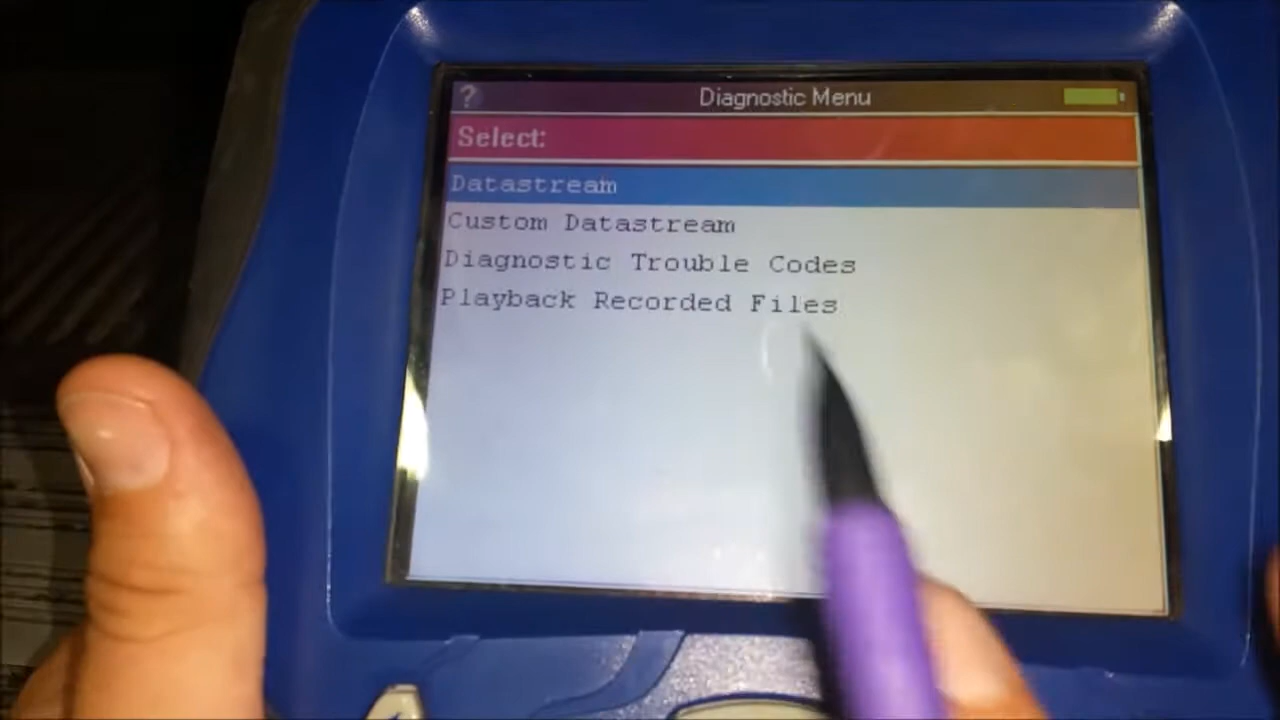 ?
Diagnostic Menu
Select:
Datastream
Custom Datastream
Diagnostic Trouble Codes
Playback Recorded Files